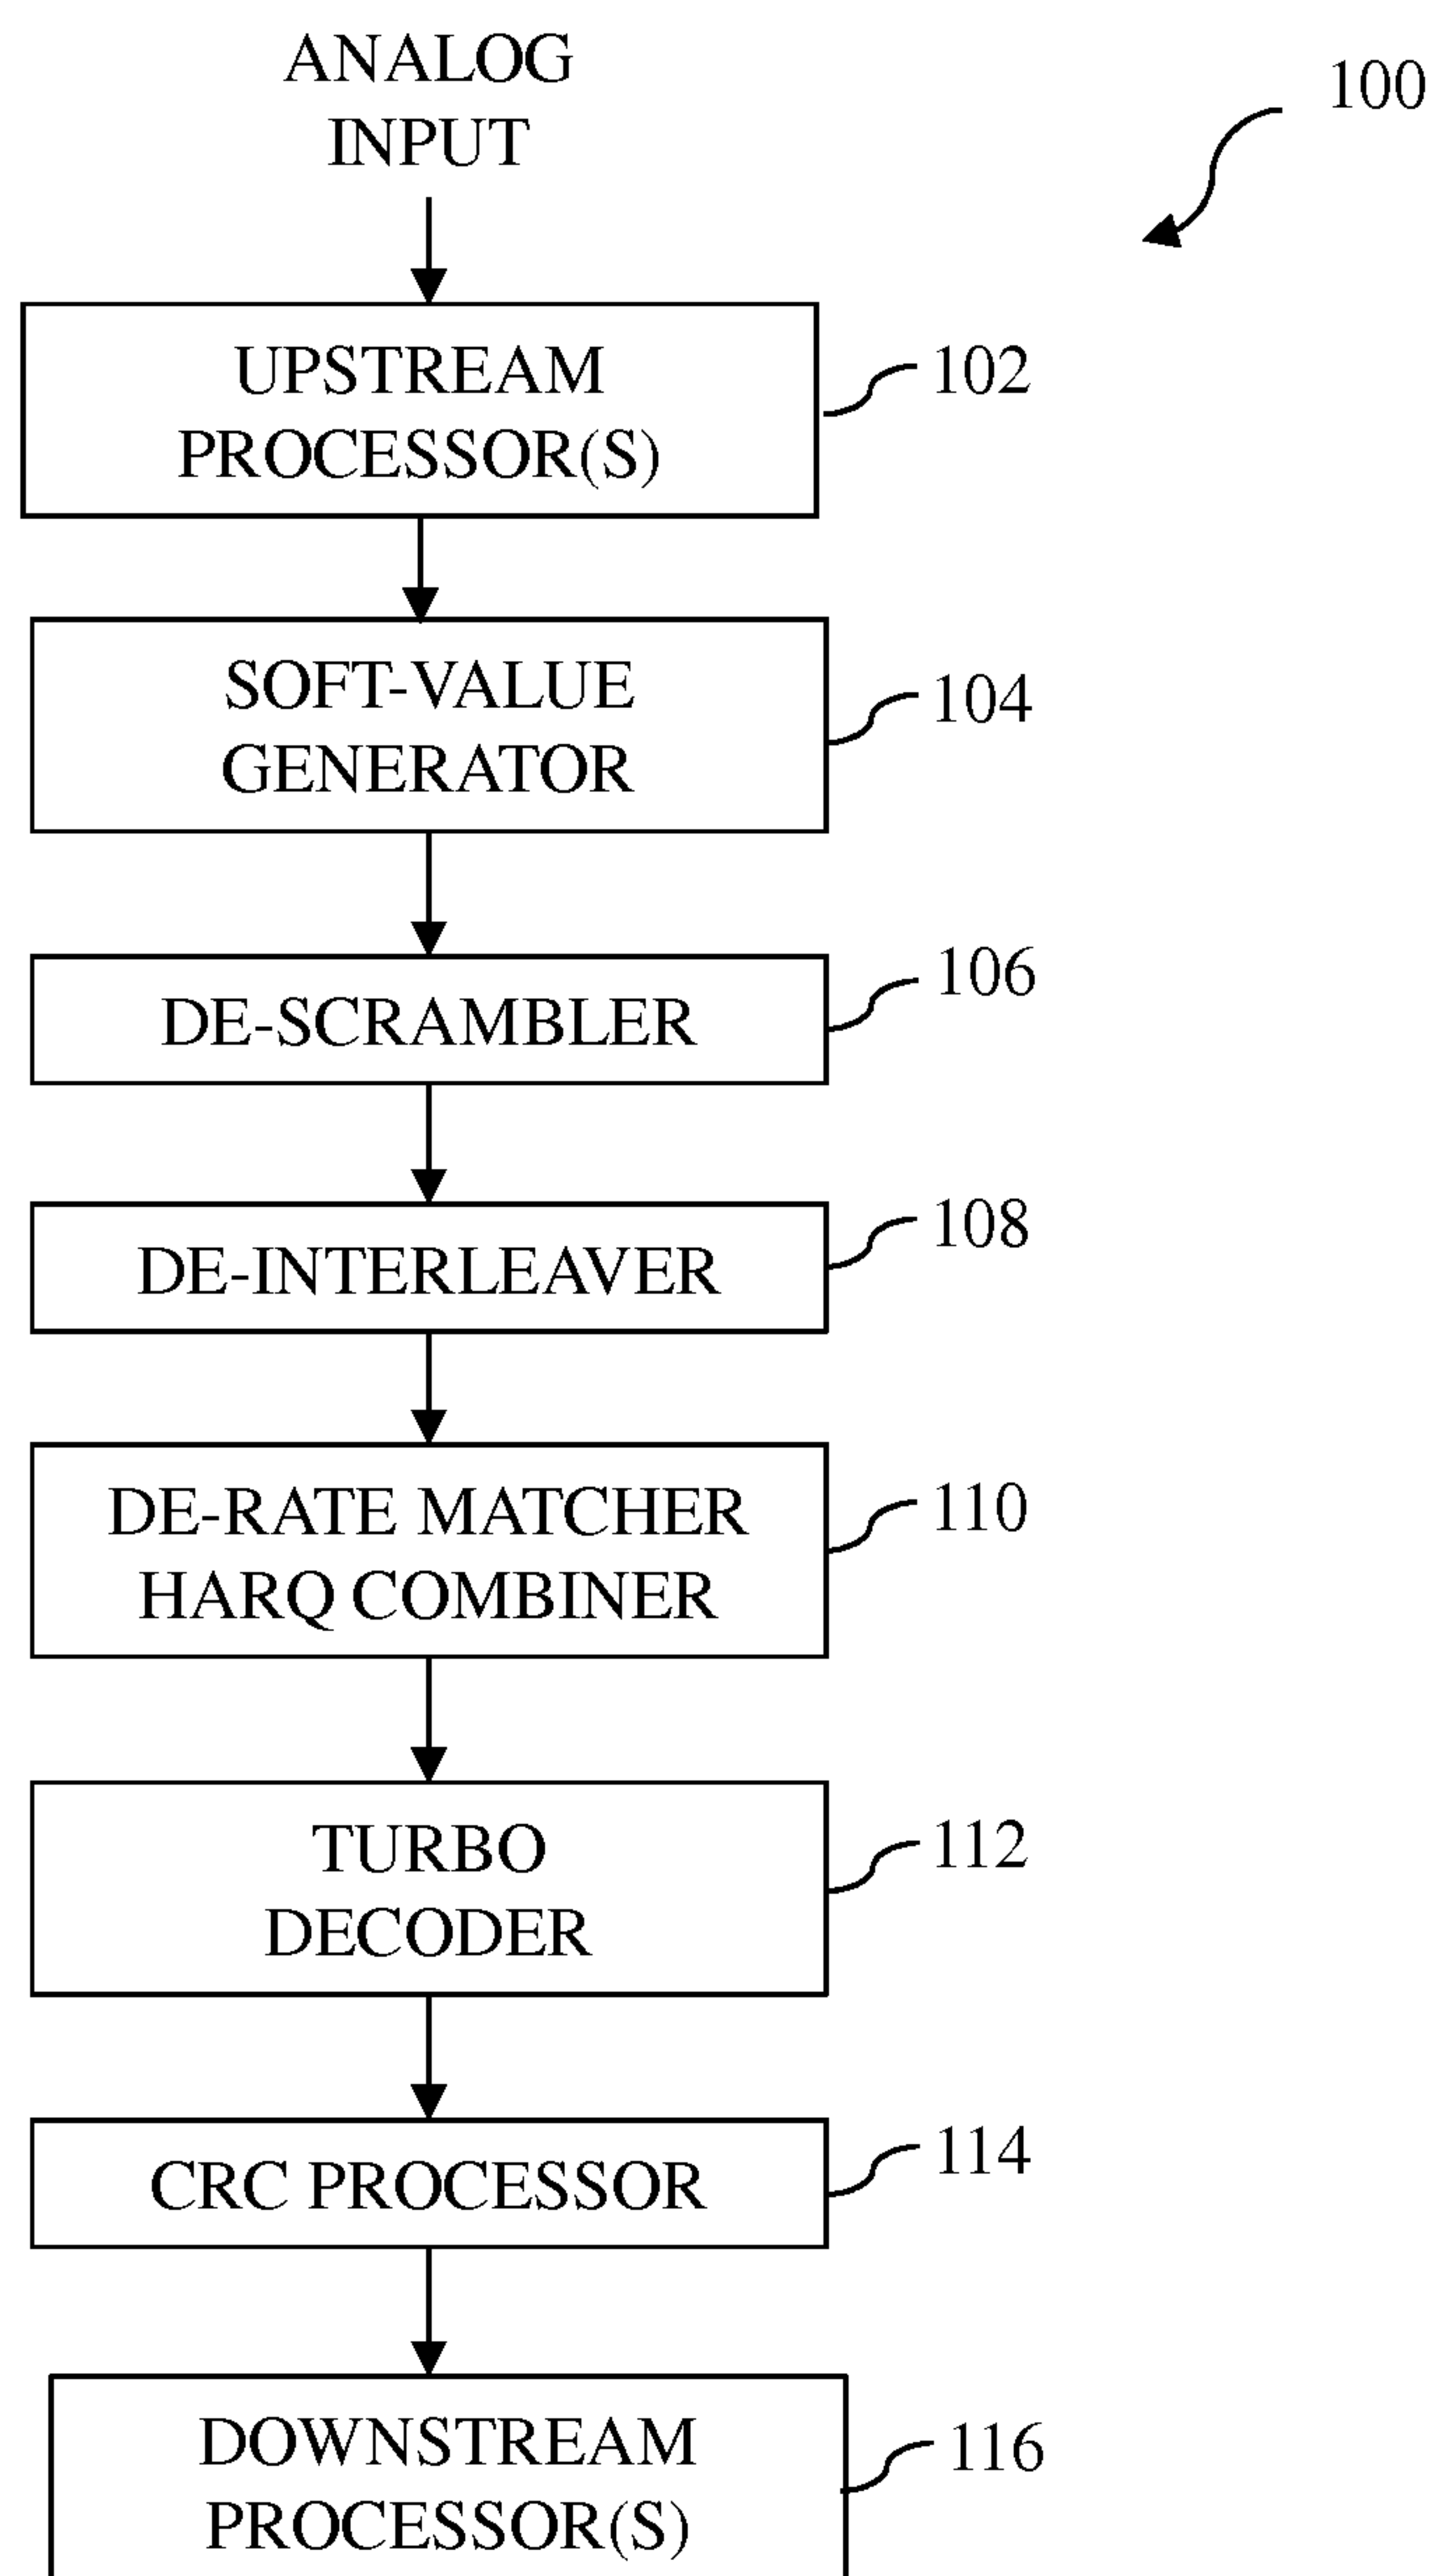 ANALOG
INPUT
100
UPSTREAM
PROCESSOR(S)
102
SOFT-VALUE
GENERATOR
104
DE-SCRAMBLER
106
DE-INTERLEAVER
108
DE-RATE MATCHER
HARQ COMBINER
110
TURBO
DECODER
112
CRC PROCESSOR
114
DOWNSTREAM
PROCESSOR(S)
116